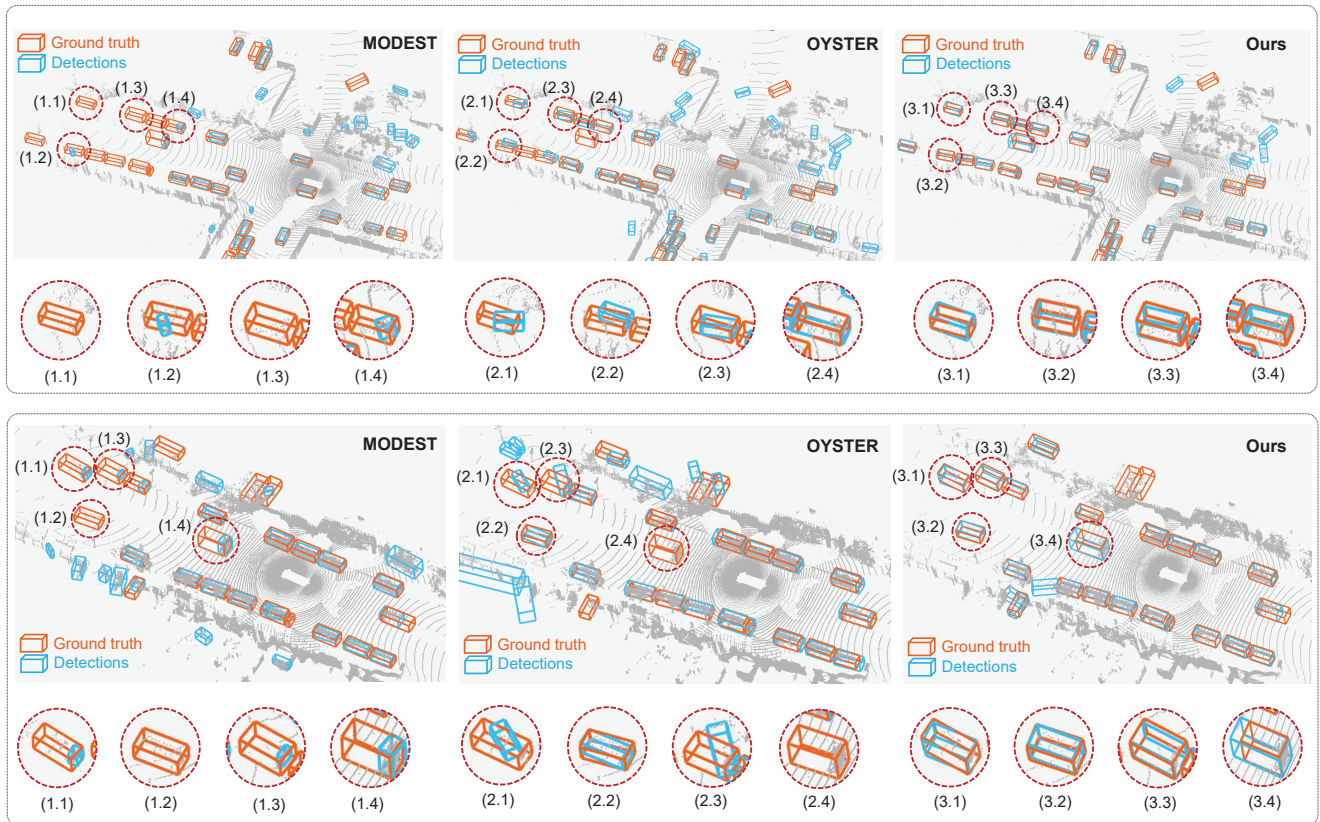 MODEST
Ground truth
Detections
(1.1)
(1.3)
(1.4)
(1.2)
OYSTER
Ground truth
Detections
(2.1)
(2.3)
(2.4)
(2.2)
Ours
Ground truth
Detections
(3.1)
(3.3)
(3.4)
(3.2)
(1.1) (1.2) (1.3) (1.4) (2.1) (2.2) (2.3) (2.4) (3.1) (3.2) (3.3) (3.4)
MODEST
(1.3)
(1.1)
(1.2)
(1.4)
Ground truth
Detections
OYSTER
(2.3)
(2.1)
(2.2)
(2.4)
Ground truth
Detections
Ours
(3.3)
(3.1)
(3.2)
(3.4)
Ground truth
Detections
(1.1) (1.2) (1.3) (1.4) (2.1) (2.2) (2.3) (2.4) (3.1) (3.2) (3.3) (3.4)